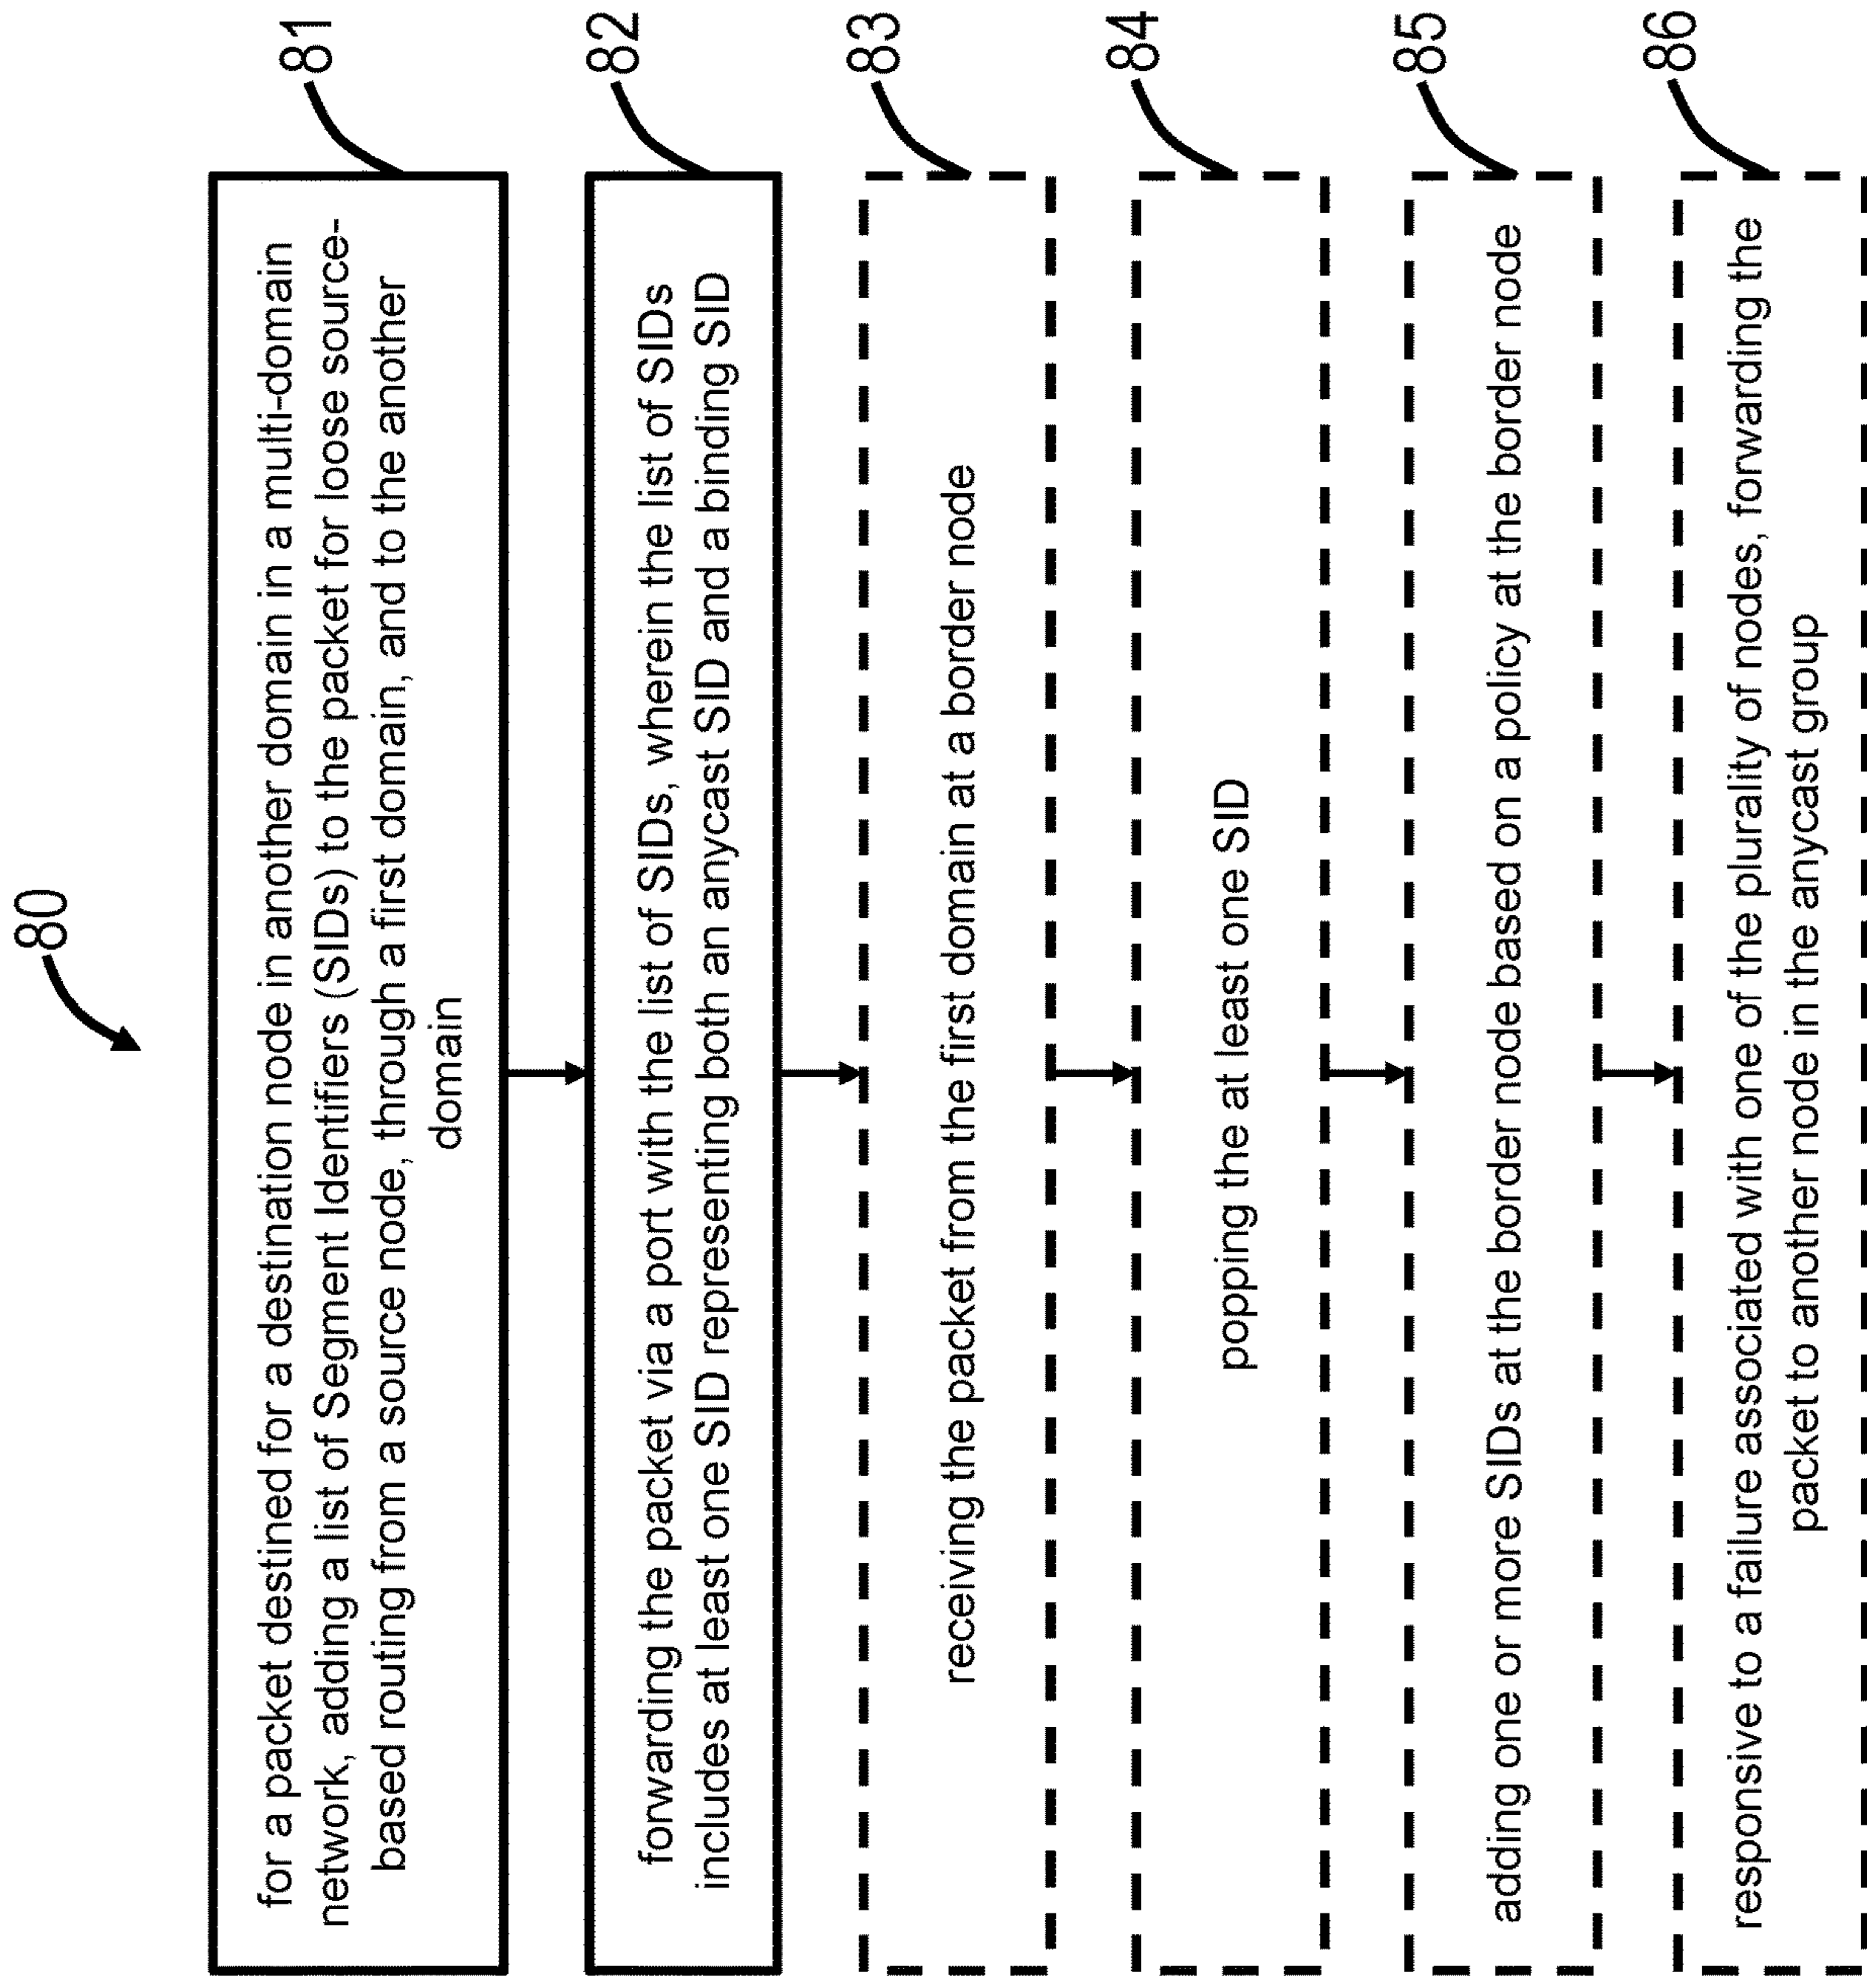 80
for a packet destined for a destination node in another domain in a multi-domain
network, adding a list of Segment Identifiers (SIDs) to the packet for loose source-
based routing from a source node, through a first domain, and to the another
domain
81
forwarding the packet via a port with the list of SIDs, wherein the list of SIDs
includes at least one SID representing both an anycast SID and a binding SID
82
receiving the packet from the first domain at a border node
83
popping the at least one SID
84
adding one or more SIDs at the border node based on a policy at the border node
85
responsive to a failure associated with one of the plurality of nodes, forwarding the
packet to another node in the anycast group
86